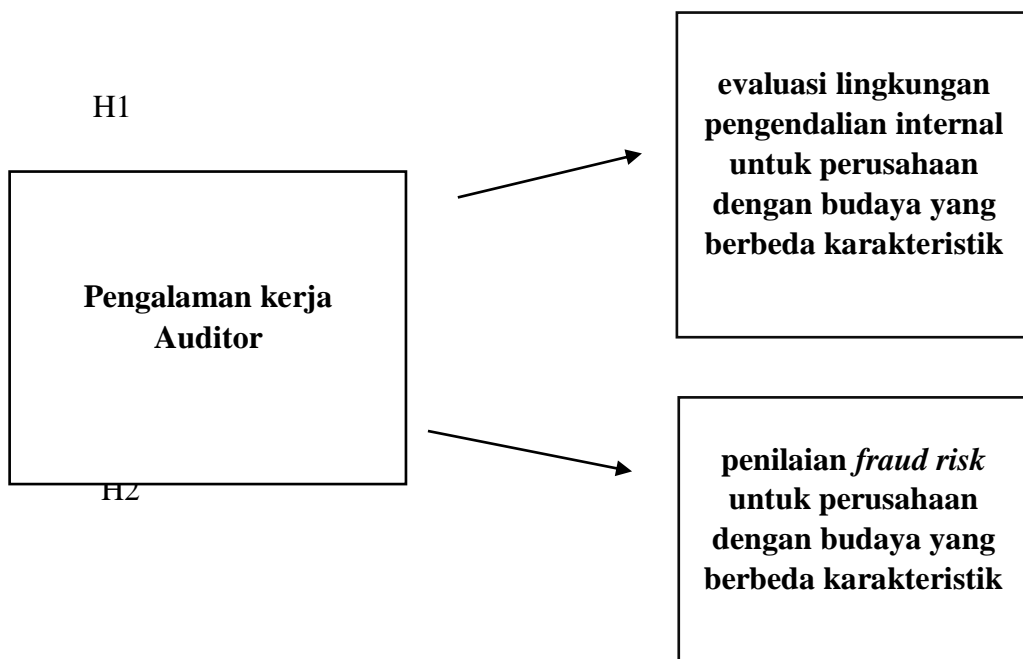 H1
evaluasi lingkungan
pengendalian internal
untuk perusahaan
dengan budaya yang
berbeda karakteristik
Pengalaman kerja
Auditor
H2
penilaian fraud risk
untuk perusahaan
dengan budaya yang
berbeda karakteristik